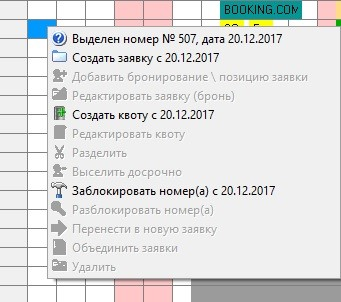 BOOKING.COM
Выделен номер № 507, дата 20.12.2017
Создать заявку с 20.12.2017
Добавить бронирование \ позицию заявки
Редактировать заявку (бронь)
Создать квоту с 20.12.2017
Редактировать квоту
Разделить
Выселить досрочно
Заблокировать номер(а) с 20.12.2017
Разблокировать номер(а)
Перенести в новую заявку
Объединить заявки
Удалить